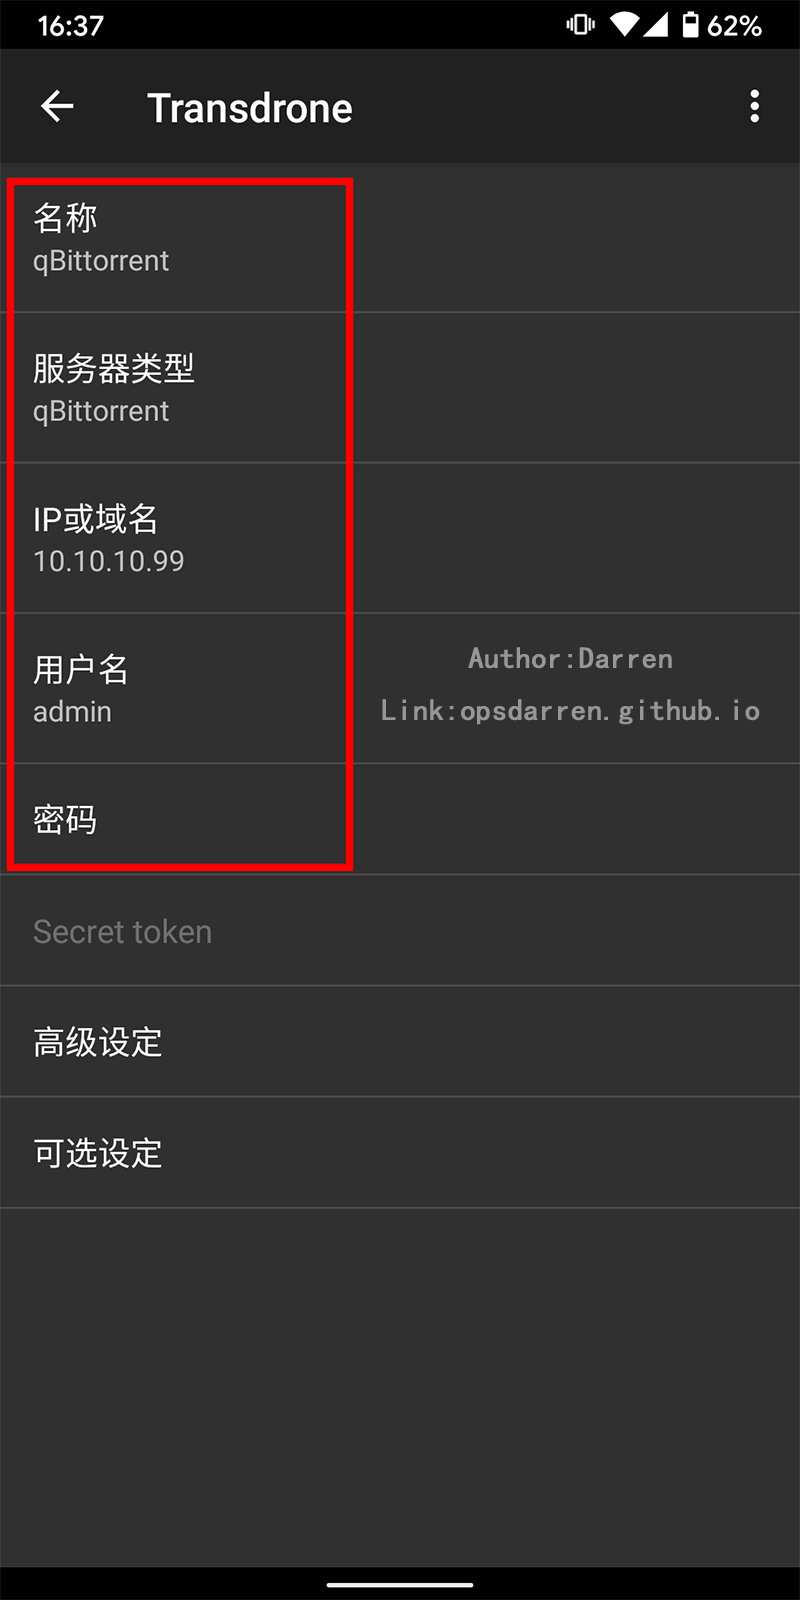 16:37
62%
Transdrone
名称
qBittorrent
服务器类型
qBittorrent
IP或域名
10.10.10.99
用户名
admin
Author:Darren
Link:opsdarren.github.io
密码
Secret token
高级设定
可选设定